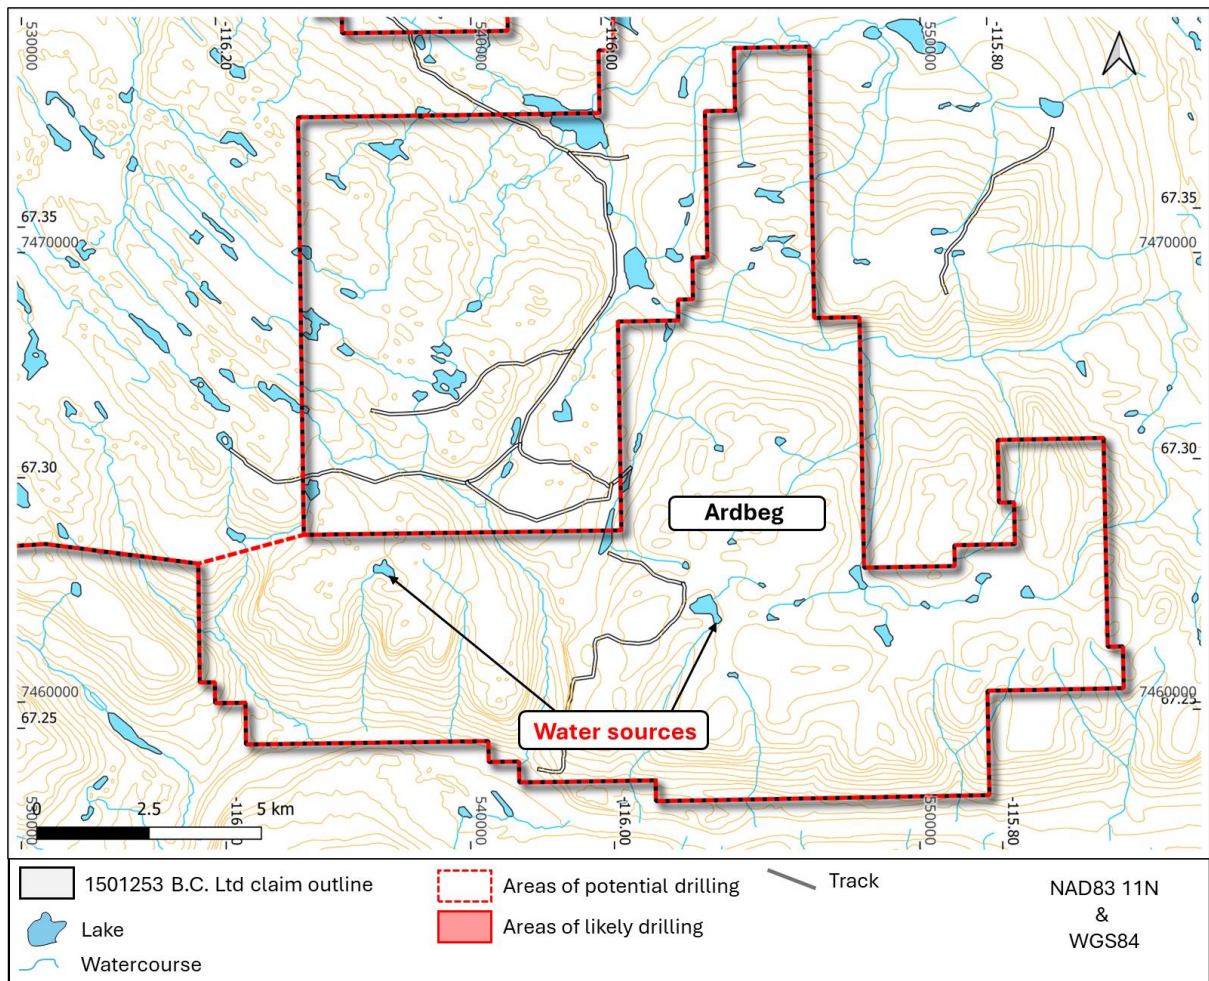 530000
-116.20
540000
-116.00
550000
-115.80
67.35
7470000
67.35
7470000
67.30
67.30
Ardbeg
7460000
67.25
7460000
67.25
Water sources
0 2.5 5 km
-116
540000
-116.00
550000
-115.80
1501253 B.C. Ltd claim outline
Areas of potential drilling
Track
NAD83 11N
&
WGS84
Lake
Areas of likely drilling
Watercourse